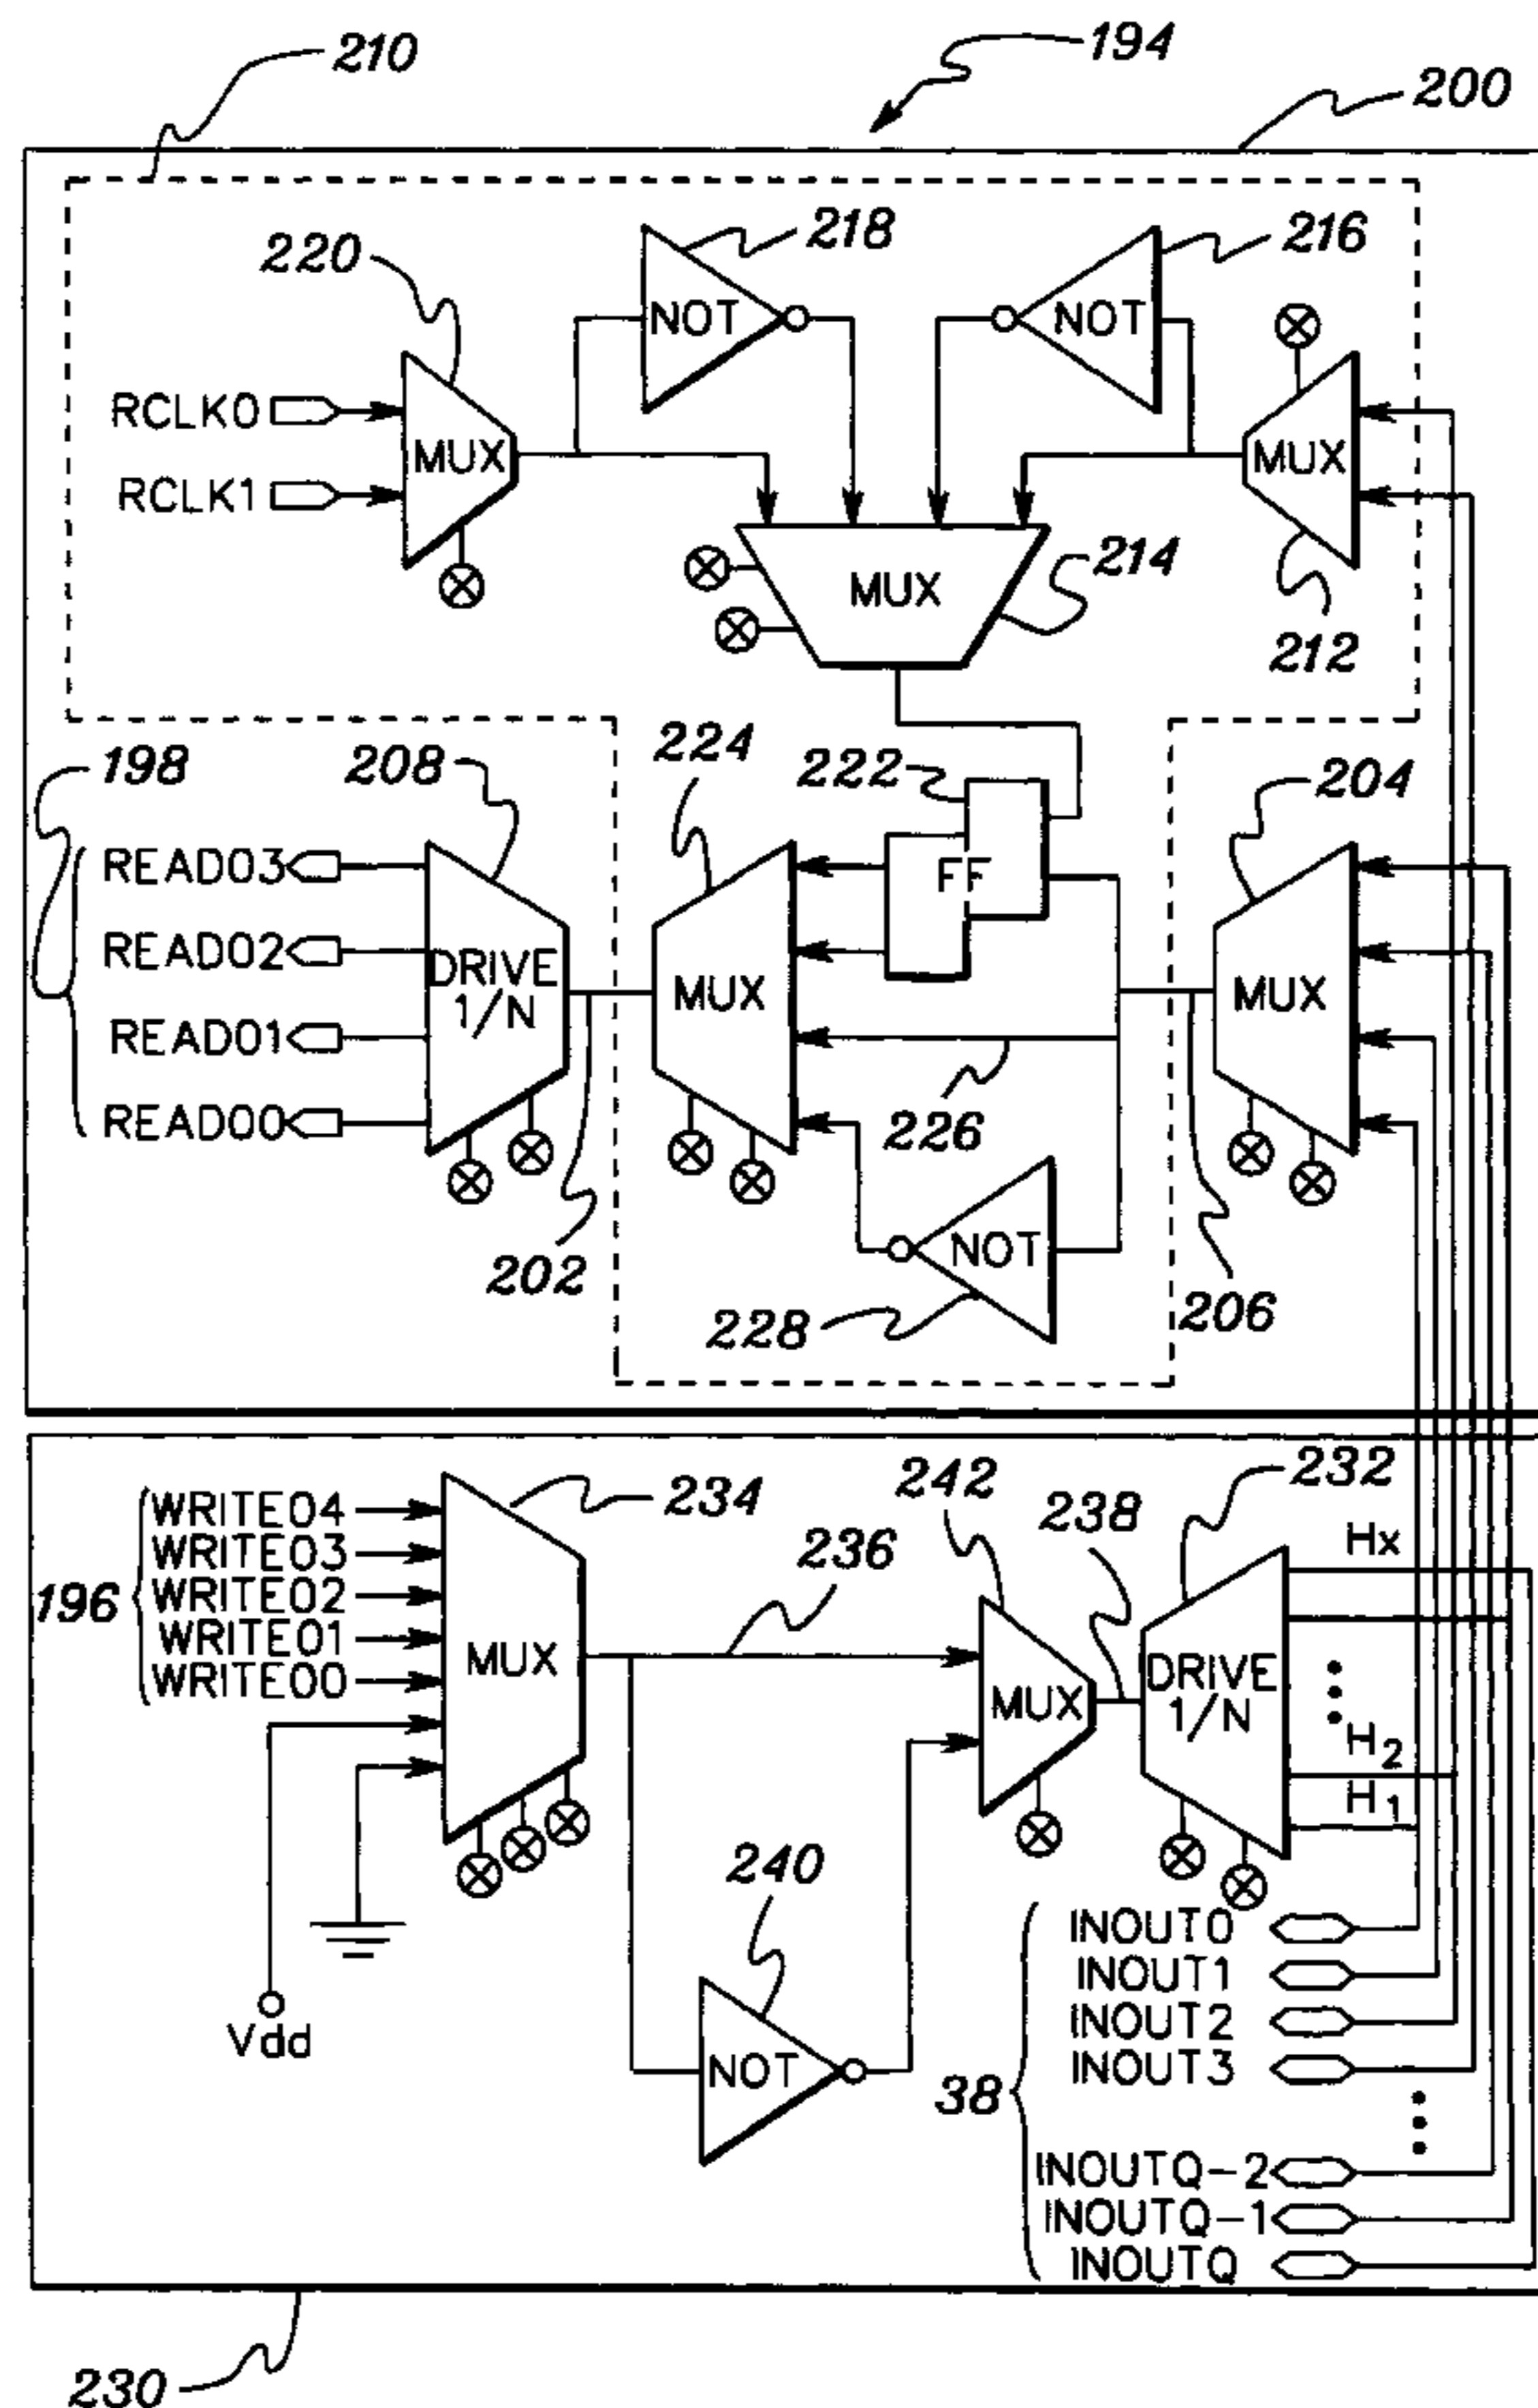 210
194
200
220
218
216
NOT
NOT
RCLK0
MUX
MUX
RCLK1
MUX
214
212
198
208
224
222
204
READ03
FF
READ02
DRIVE
1/N
MUX
MUX
READ01
READ00
226
202
NOT
228
206
234
242
238
232
196
WRITE04
WRITE03
WRITE02
WRITE01
WRITE00
236
Hx
MUX
MUX
DRIVE
1/N
H2
H1
240
Vdd
NOT
38
INOUT0
INOUT1
INOUT2
INOUT3
INOUTQ-2
INOUTQ-1
INOUTQ
230